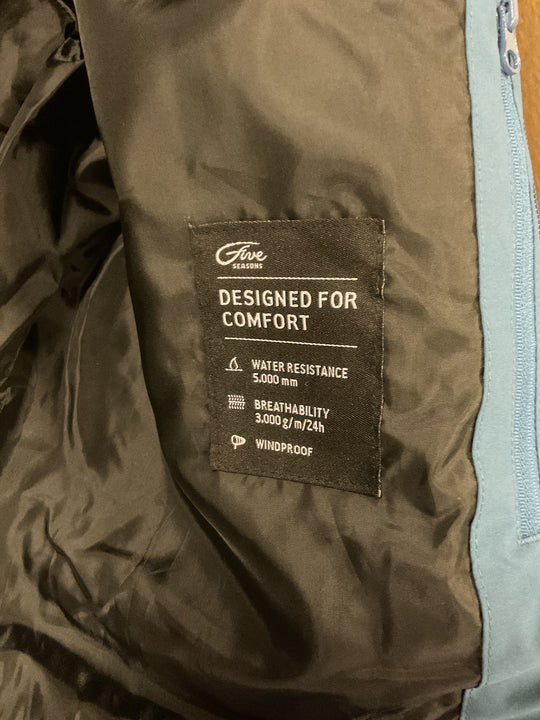 Five
SEASONS
DESIGNED FOR
COMFORT
WATER RESISTANCE
5.000 mm
BREATHABILITY
3.000 g/m/24h
WINDPROOF